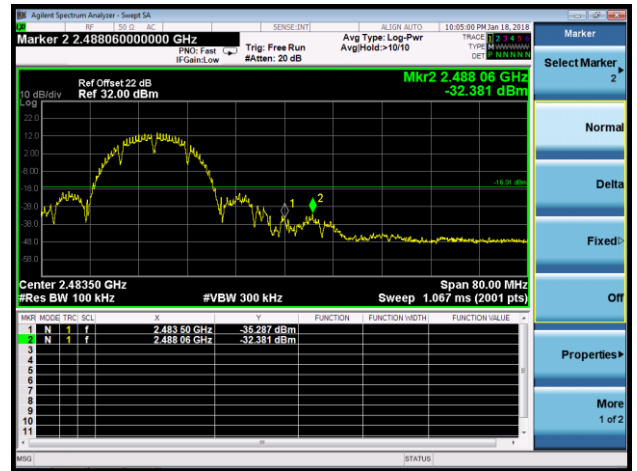 Agilent Spectrum Analyzer - Swept SA
RF 50 Ω AC SENSE:INT ALIGN AUTO 10:05:00 PM Jan 18, 2018
Marker 2 2.488060000000 GHz
PNO: Fast
IFGain:Low
Trig: Free Run
#Atten: 20 dB
Avg Type: Log-Pwr
Avg|Hold:>10/10
TRACE 1 2 3 4 5 6
TYPE M WWWWW
DET P NNNNN
Marker
Select Marker
2
Normal
Delta
Fixed
Off
Properties
More
1 of 2
Mkr2 2.488 06 GHz
-32.381 dBm
Ref Offset 22 dB
10 dB/div Ref 32.00 dBm
Log
22.0
12.0
2.00
-8.00
-18.0
-28.0
-38.0
-48.0
-58.0
-16.01 dBm
1
2
Center 2.48350 GHz Span 80.00 MHz
#Res BW 100 kHz #VBW 300 kHz Sweep 1.067 ms (2001 pts)
MKR MODE TRC SCL X Y FUNCTION FUNCTION WIDTH FUNCTION VALUE
1 N 1 f 2.483 50 GHz -35.287 dBm
2 N 1 f 2.488 06 GHz -32.381 dBm
3
4
5
6
7
8
9
10
11
MSG STATUS